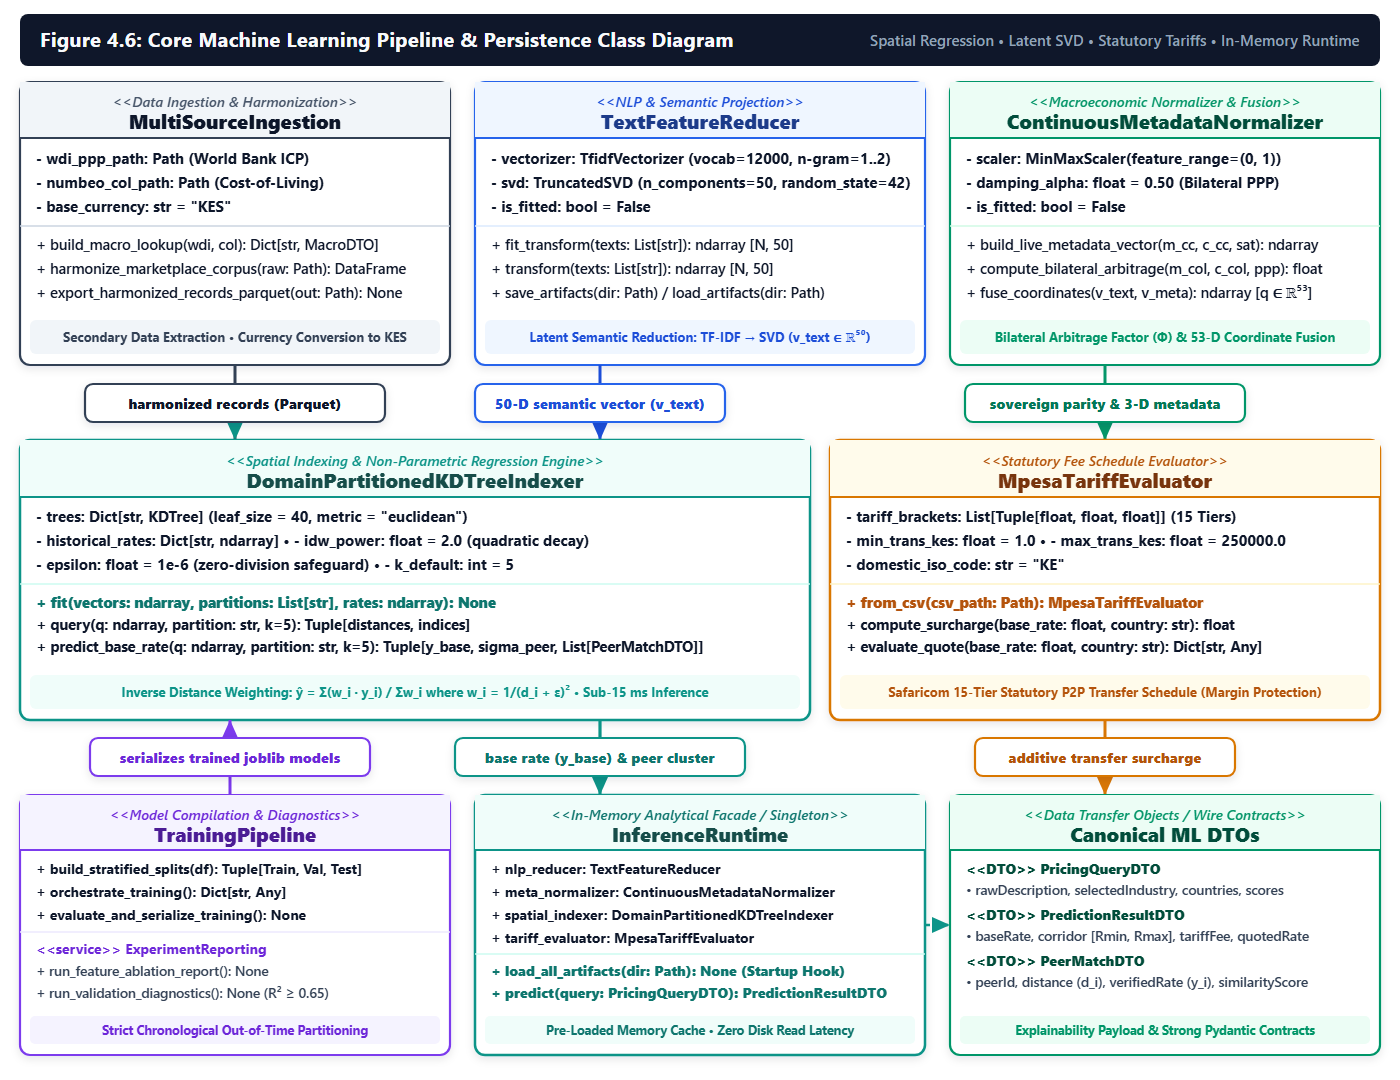 Figure 4.6: Core Machine Learning Pipeline & Persistence Class Diagram
Spatial Regression • Latent SVD • Statutory Tariffs • In-Memory Runtime
<<Data Ingestion & Harmonization>>
MultiSourceIngestion
- wdi_ppp_path: Path (World Bank ICP)
- numbeo_col_path: Path (Cost-of-Living)
- base_currency: str = "KES"
+ build_macro_lookup(wdi, col): Dict[str, MacroDTO]
+ harmonize_marketplace_corpus(raw: Path): DataFrame
+ export_harmonized_records_parquet(out: Path): None
Secondary Data Extraction • Currency Conversion to KES
<<NLP & Semantic Projection>>
TextFeatureReducer
- vectorizer: TfidfVectorizer (vocab=12000, n-gram=1..2)
- svd: TruncatedSVD (n_components=50, random_state=42)
- is_fitted: bool = False
+ fit_transform(texts: List[str]): ndarray [N, 50]
+ transform(texts: List[str]): ndarray [N, 50]
+ save_artifacts(dir: Path) / load_artifacts(dir: Path)
Latent Semantic Reduction: TF-IDF → SVD (v_text ∈ ℝ⁵⁰)
<<Macroeconomic Normalizer & Fusion>>
ContinuousMetadataNormalizer
- scaler: MinMaxScaler(feature_range=(0, 1))
- damping_alpha: float = 0.50 (Bilateral PPP)
- is_fitted: bool = False
+ build_live_metadata_vector(m_cc, c_cc, sat): ndarray
+ compute_bilateral_arbitrage(m_col, c_col, ppp): float
+ fuse_coordinates(v_text, v_meta): ndarray [q ∈ ℝ⁵³]
Bilateral Arbitrage Factor (Φ) & 53-D Coordinate Fusion
harmonized records (Parquet)
50-D semantic vector (v_text)
sovereign parity & 3-D metadata
<<Spatial Indexing & Non-Parametric Regression Engine>>
DomainPartitionedKDTreeIndexer
- trees: Dict[str, KDTree] (leaf_size = 40, metric = "euclidean")
- historical_rates: Dict[str, ndarray] • - idw_power: float = 2.0 (quadratic decay)
- epsilon: float = 1e-6 (zero-division safeguard) • - k_default: int = 5
+ fit(vectors: ndarray, partitions: List[str], rates: ndarray): None
+ query(q: ndarray, partition: str, k=5): Tuple[distances, indices]
+ predict_base_rate(q: ndarray, partition: str, k=5): Tuple[y_base, sigma_peer, List[PeerMatchDTO]]
Inverse Distance Weighting: ŷ = Σ(w_i · y_i) / Σw_i where w_i = 1/(d_i + ε)² • Sub-15 ms Inference
<<Statutory Fee Schedule Evaluator>>
MpesaTariffEvaluator
- tariff_brackets: List[Tuple[float, float, float]] (15 Tiers)
- min_trans_kes: float = 1.0 • - max_trans_kes: float = 250000.0
- domestic_iso_code: str = "KE"
+ from_csv(csv_path: Path): MpesaTariffEvaluator
+ compute_surcharge(base_rate: float, country: str): float
+ evaluate_quote(base_rate: float, country: str): Dict[str, Any]
Safaricom 15-Tier Statutory P2P Transfer Schedule (Margin Protection)
serializes trained joblib models
base rate (y_base) & peer cluster
additive transfer surcharge
<<Model Compilation & Diagnostics>>
TrainingPipeline
+ build_stratified_splits(df): Tuple[Train, Val, Test]
+ orchestrate_training(): Dict[str, Any]
+ evaluate_and_serialize_training(): None
<<service>> ExperimentReporting
+ run_feature_ablation_report(): None
+ run_validation_diagnostics(): None (R² ≥ 0.65)
Strict Chronological Out-of-Time Partitioning
<<In-Memory Analytical Facade / Singleton>>
InferenceRuntime
+ nlp_reducer: TextFeatureReducer
+ meta_normalizer: ContinuousMetadataNormalizer
+ spatial_indexer: DomainPartitionedKDTreeIndexer
+ tariff_evaluator: MpesaTariffEvaluator
+ load_all_artifacts(dir: Path): None (Startup Hook)
+ predict(query: PricingQueryDTO): PredictionResultDTO
Pre-Loaded Memory Cache • Zero Disk Read Latency
<<Data Transfer Objects / Wire Contracts>>
Canonical ML DTOs
<<DTO>> PricingQueryDTO
• rawDescription, selectedIndustry, countries, scores
<<DTO>> PredictionResultDTO
• baseRate, corridor [Rmin, Rmax], tariffFee, quotedRate
<<DTO>> PeerMatchDTO
• peerId, distance (d_i), verifiedRate (y_i), similarityScore
Explainability Payload & Strong Pydantic Contracts